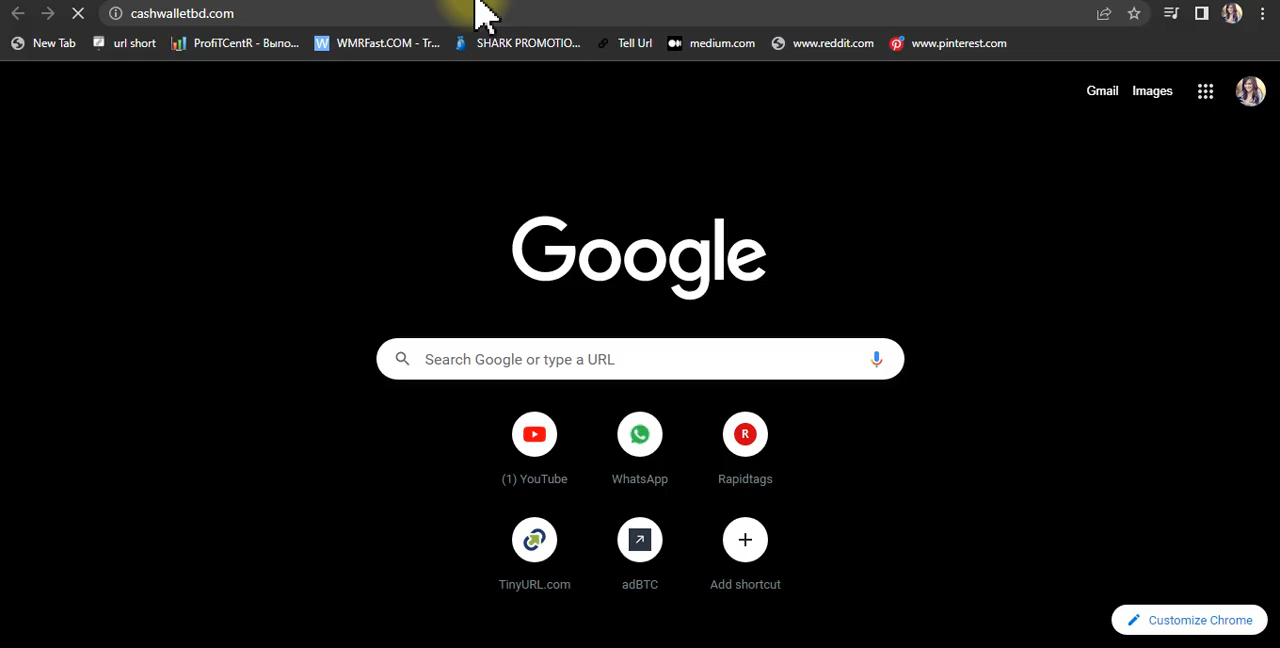 cashwalletbd.com
New Tab url short ProfiTCentR - Выпо... WMRFast.COM - Tr... SHARK PROMOTIO... Tell Url medium.com www.reddit.com www.pinterest.com
Gmail Images
Google
Search Google or type a URL
R
(1) YouTube WhatsApp Rapidtags
TinyURL.com adBTC Add shortcut
Customize Chrome